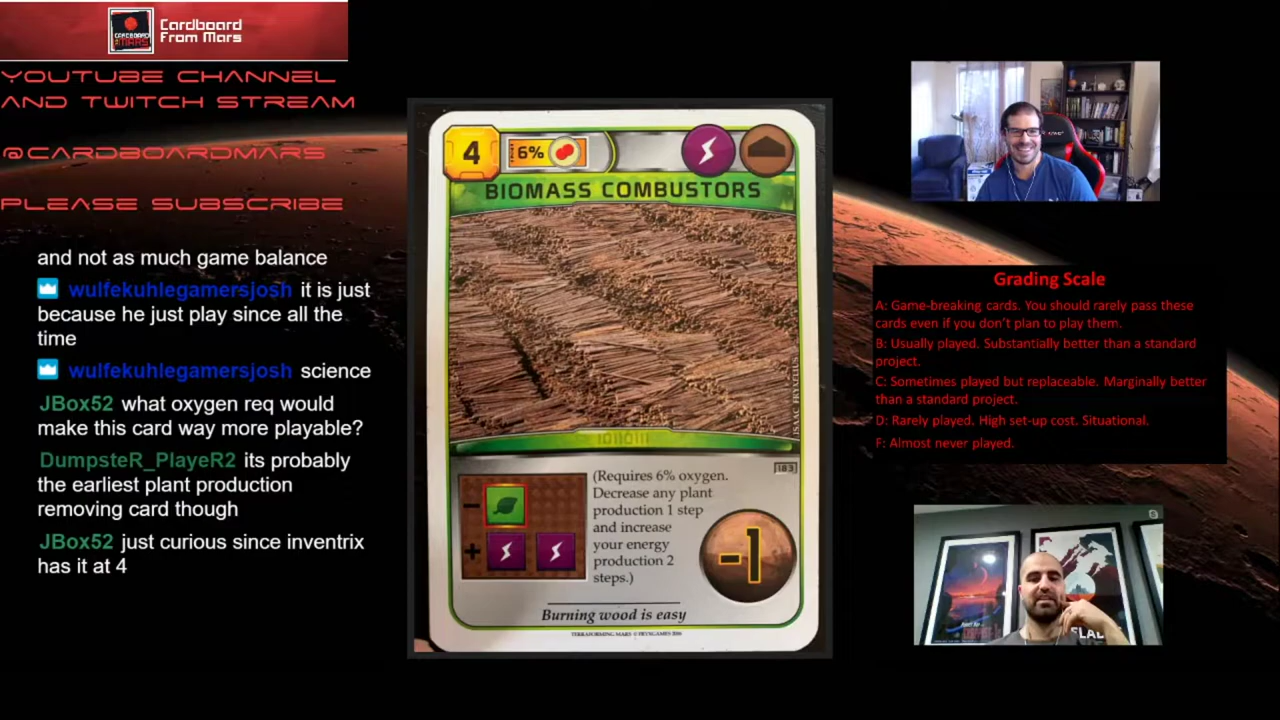 Cardboard
From Mars
YOUTUBE CHANNEL
AND TWITCH STREAM
@CARDBOARDMARS
PLEASE SUBSCRIBE
and not as much game balance
wulfekuhlegamersjosh it is just
because he just play since all the
time
wulfekuhlegamersjosh science
JBox52 what oxygen req would
make this card way more playable?
DumpsteR_PlayeR2 its probably
the earliest plant production
removing card though
JBox52 just curious since inventrix
has it at 4
4
6%
BIOMASS COMBUSTORS
ISAAC FRYXELIUS
183
(Requires 6% oxygen.
Decrease any plant
production 1 step
and increase
your energy
production 2
steps.)
-
+
-1
Burning wood is easy
TERRAFORMING MARS © FRYXGAMES 2016
Grading Scale
A: Game-breaking cards. You should rarely pass these
cards even if you don't plan to play them.
B: Usually played. Substantially better than a standard
project.
C: Sometimes played but replaceable. Marginally better
than a standard project.
D: Rarely played. High set-up cost. Situational.
F: Almost never played.